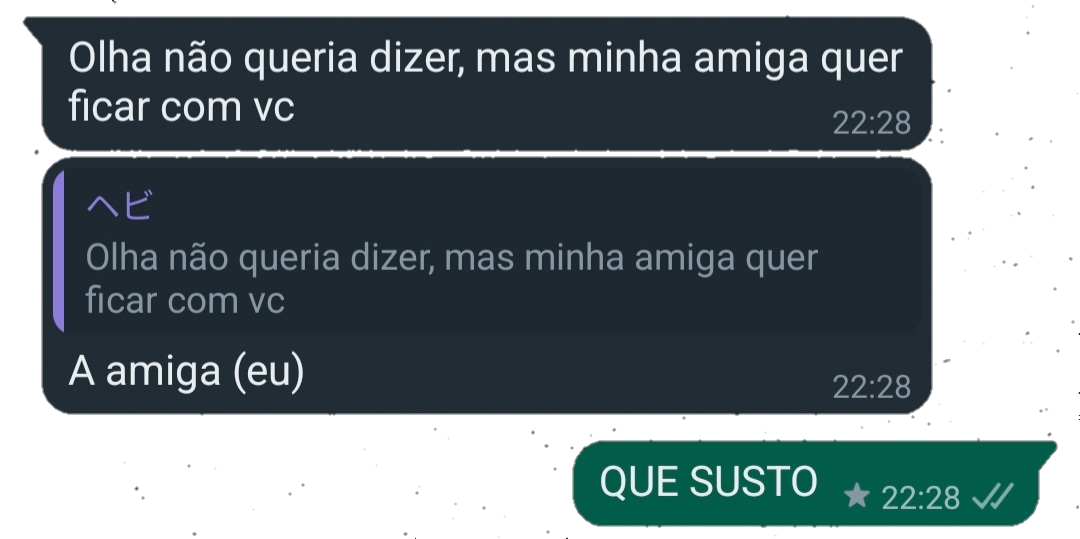 Olha não queria dizer, mas minha amiga quer
ficar com vc
22:28
ヘビ
Olha não queria dizer, mas minha amiga quer
ficar com vc
A amiga (eu)
22:28
QUE SUSTO
22:28